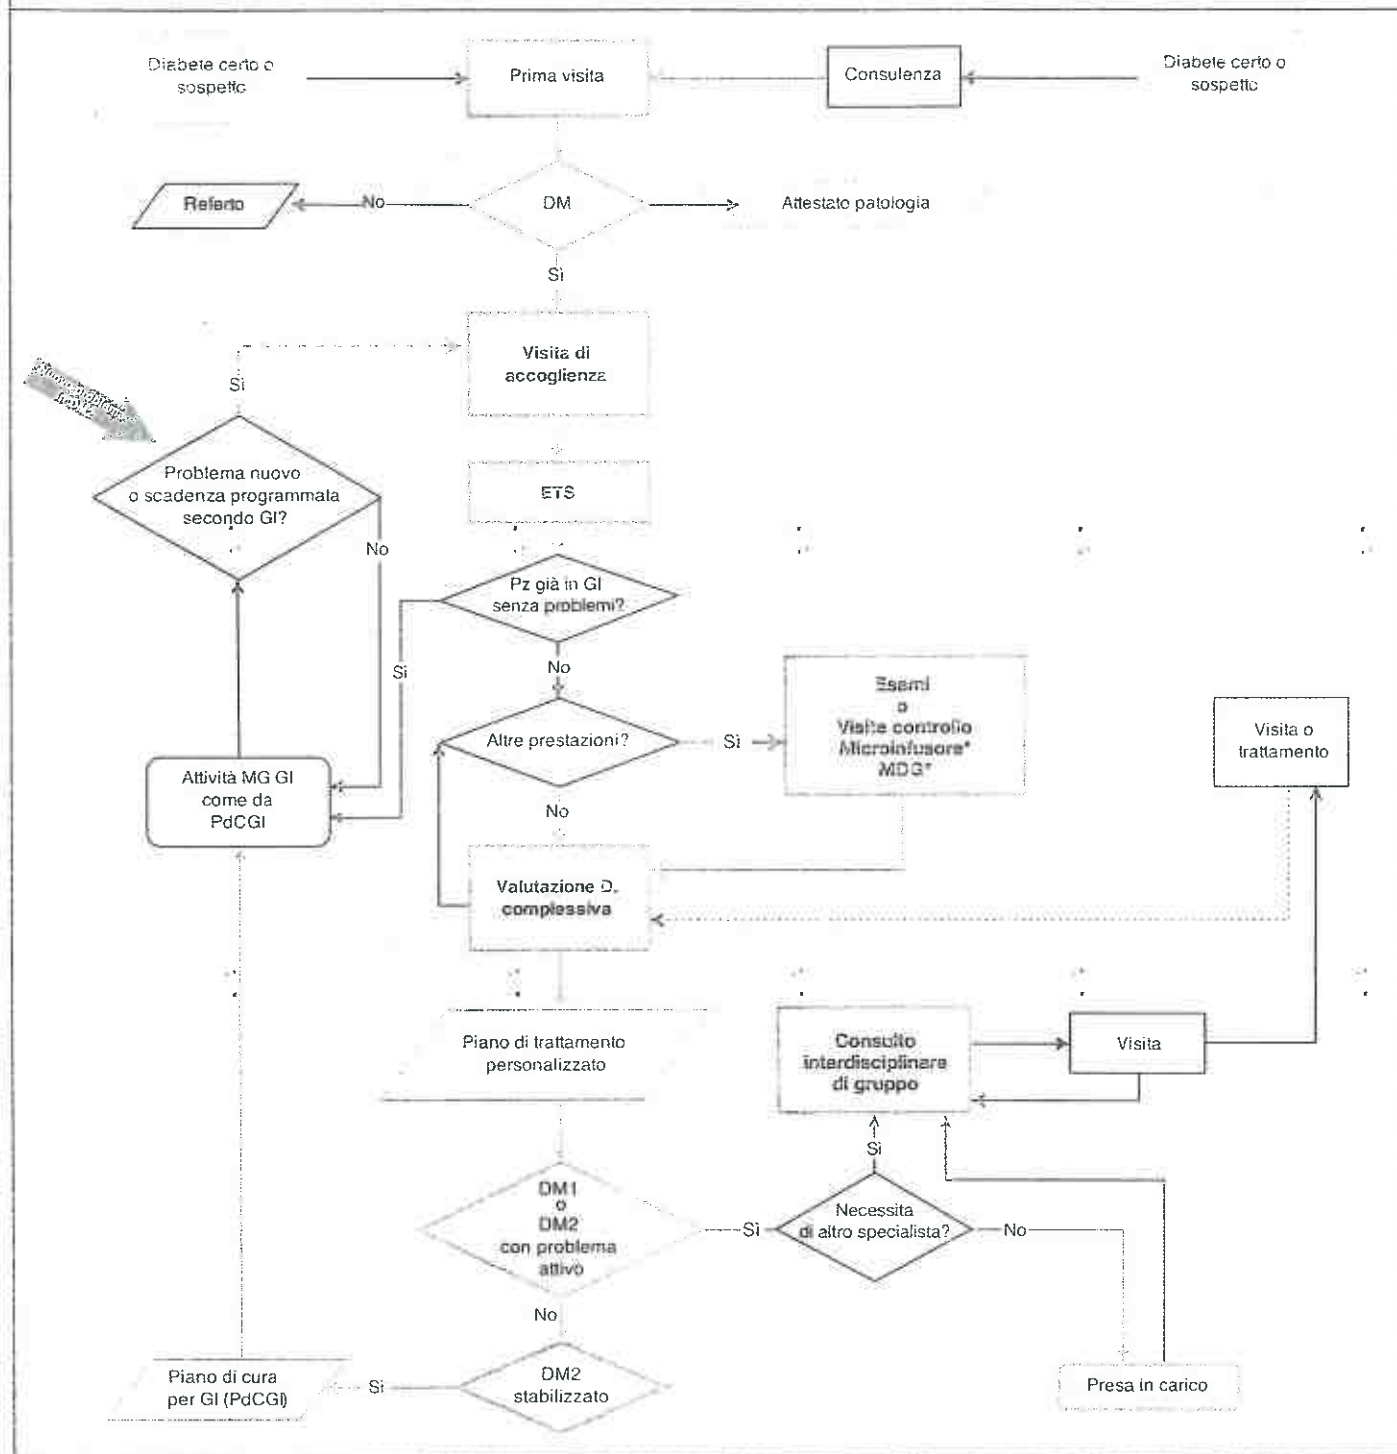 Diabete certo o
sospetto
Prima visita
Consulenza
Diabete certo o
sospetto
Referto
No
DM
Attestato patologia
Sì
Visita di
accoglienza
Sì
Problema nuovo
o scadenza programmata
secondo GI?
ETS
No
Pz già in GI
senza problemi?
Sì
No
Esami
o
Visite controllo
Microinfusore*
MDG*
Altre prestazioni?
Sì
Visita o
trattamento
Attività MG GI
come da
PdCGI
No
Valutazione D.
complessiva
Piano di trattamento
personalizzato
Consulto
interdisciplinare
di gruppo
Visita
Sì
DM1
o
DM2
con problema
attivo
Sì
Necessita
di altro specialista?
No
No
Piano di cura
per GI (PdCGI)
Sì
DM2
stabilizzato
Presa in carico